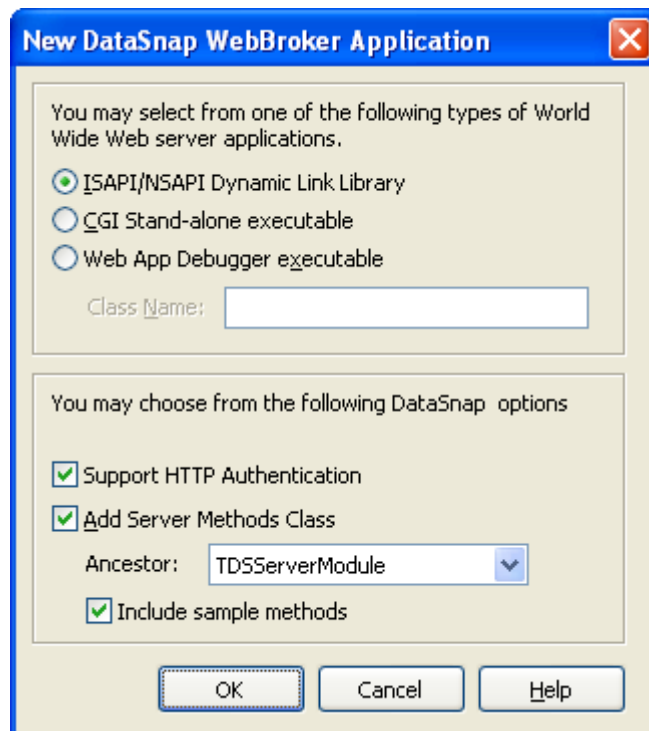 New DataSnap WebBroker Application
You may select from one of the following types of World
Wide Web server applications.
ISAPI/NSAPI Dynamic Link Library
CGI Stand-alone executable
Web App Debugger executable
Class Name:
You may choose from the following DataSnap options
Support HTTP Authentication
Add Server Methods Class
Ancestor: TDSServerModule
Include sample methods
OK Cancel Help